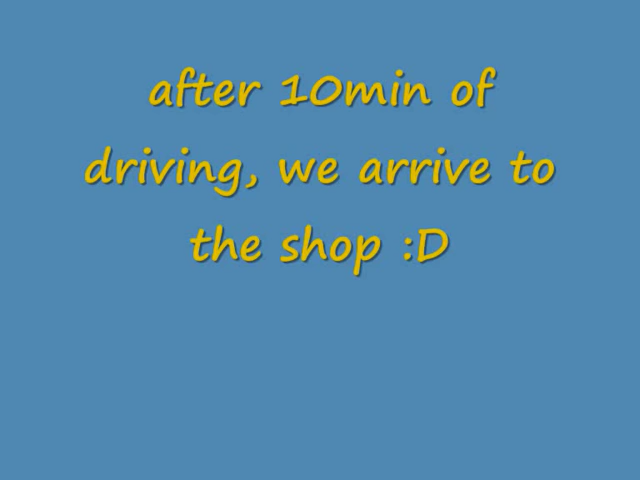 after 10min of
driving, we arrive to
the shop :D